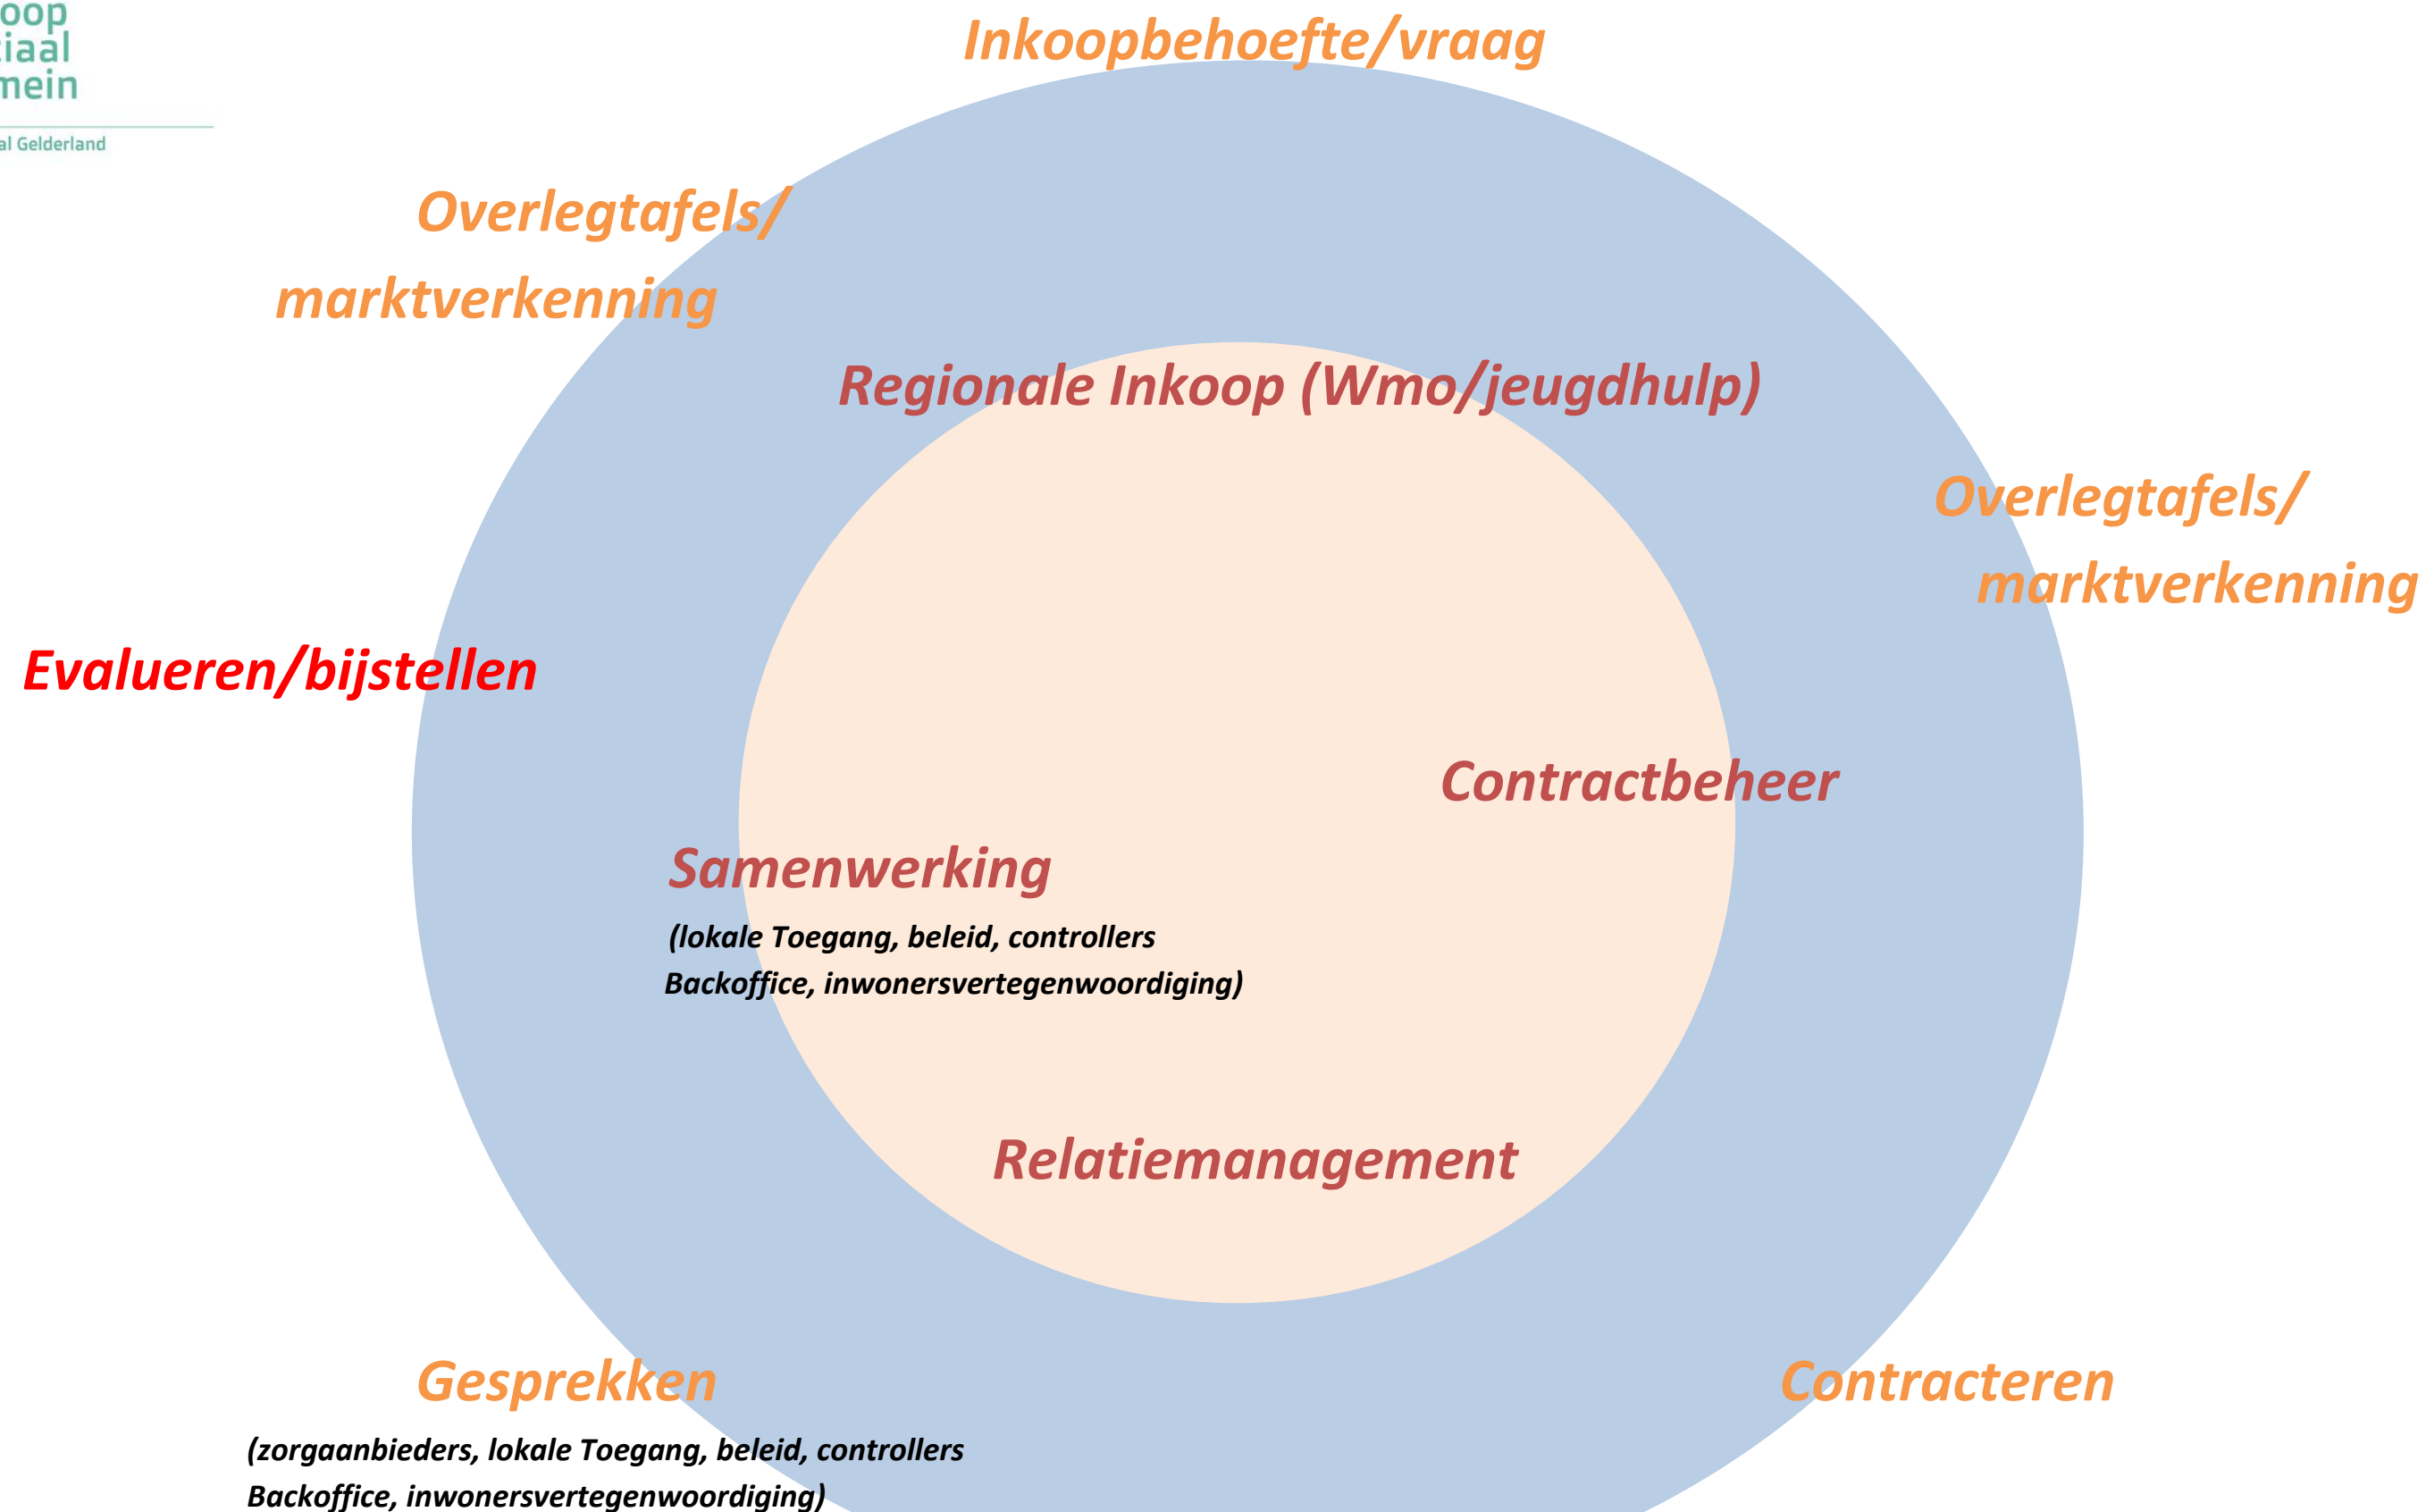 oop
iaal
mein
al Gelderland
Inkoopbehoefte/vraag
Overlegtafels/
marktverkenning
Regionale Inkoop (Wmo/jeugdhulp)
Overlegtafels/
marktverkenning
Evalueren/bijstellen
Contractbeheer
Samenwerking
(lokale Toegang, beleid, controllers
Backoffice, inwonersvertegenwoordiging)
Relatiemanagement
Gesprekken
(zorgaanbieders, lokale Toegang, beleid, controllers
Backoffice, inwonersvertegenwoordiging)
Contracteren